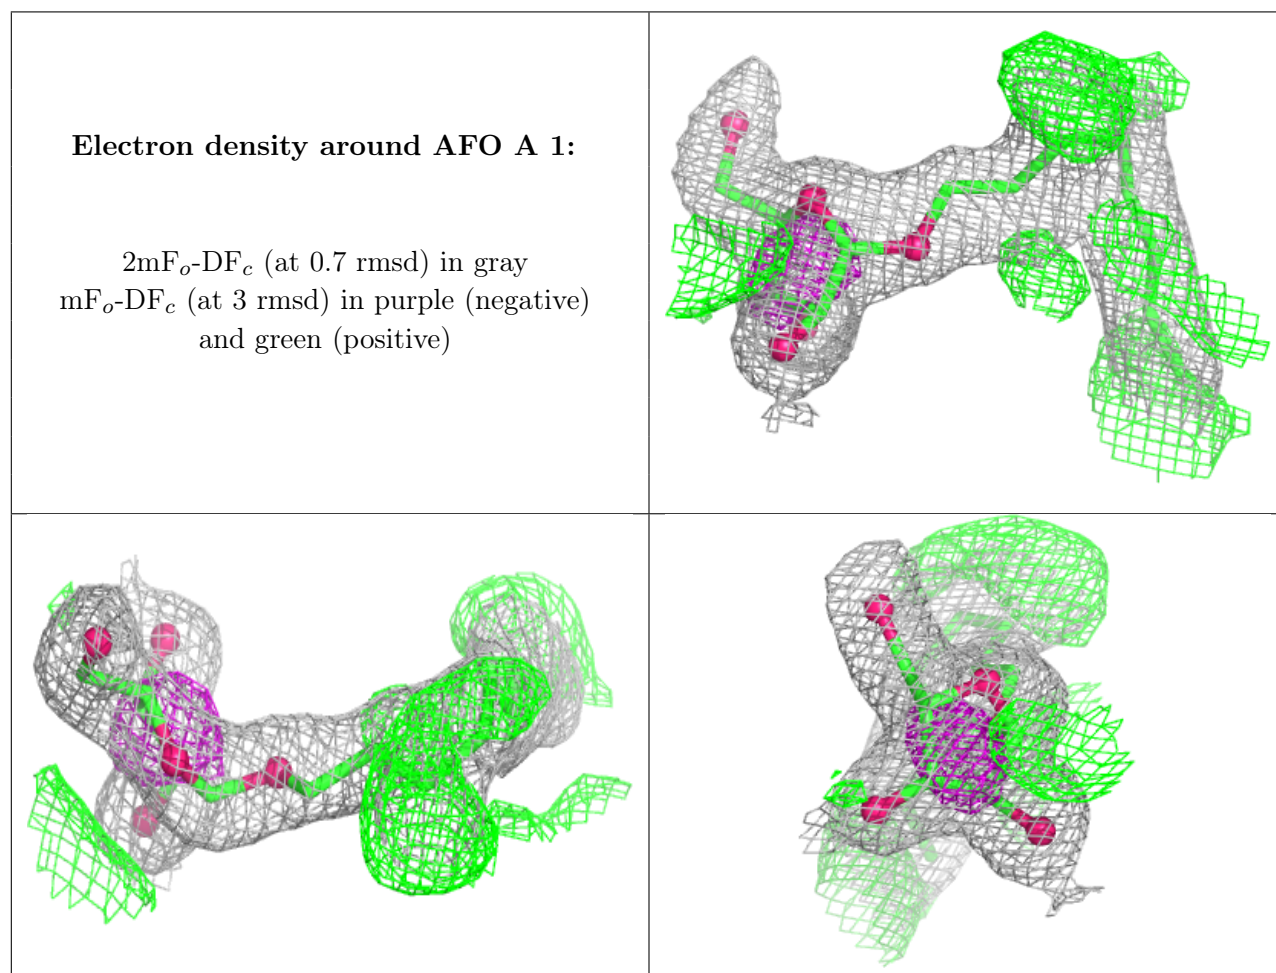 Electron density around AFO A 1:
2mFo-DFc (at 0.7 rmsd) in gray
mFo-DFc (at 3 rmsd) in purple (negative)
and green (positive)